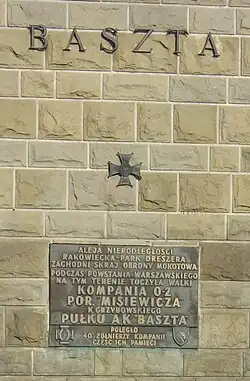 BASZTA
ALEJA NIEPODLEGŁOŚCI
RAKOWIECKA-PARK DRESZERA
ZACHODNI SKRAJ OBRONY MOKOTOWA
PODCZAS POWSTANIA WARSZAWSKIEGO
NA TYM TERENIE TOCZYŁA WALKI
KOMPANIA O2
POR. MISIEWICZA
K. GRZYBOWSKIEGO
PUŁKU AK "BASZTA"
POLEGŁO
40 ŻOŁNIERZY KOMPANII
CZEŚĆ ICH PAMIĘCI